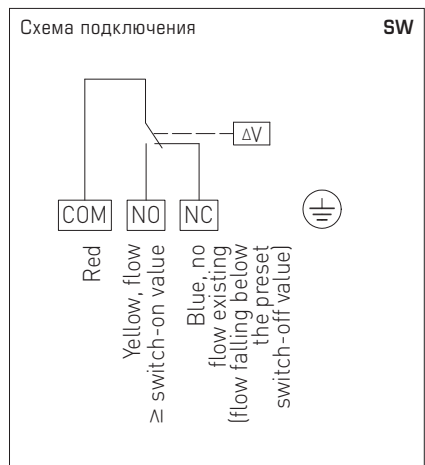 Схема подключения SW
ΔV
COM NO NC
Red
Yellow, flow
≥ switch-on value
Blue, no
flow existing
(flow falling below
the preset
switch-off value)